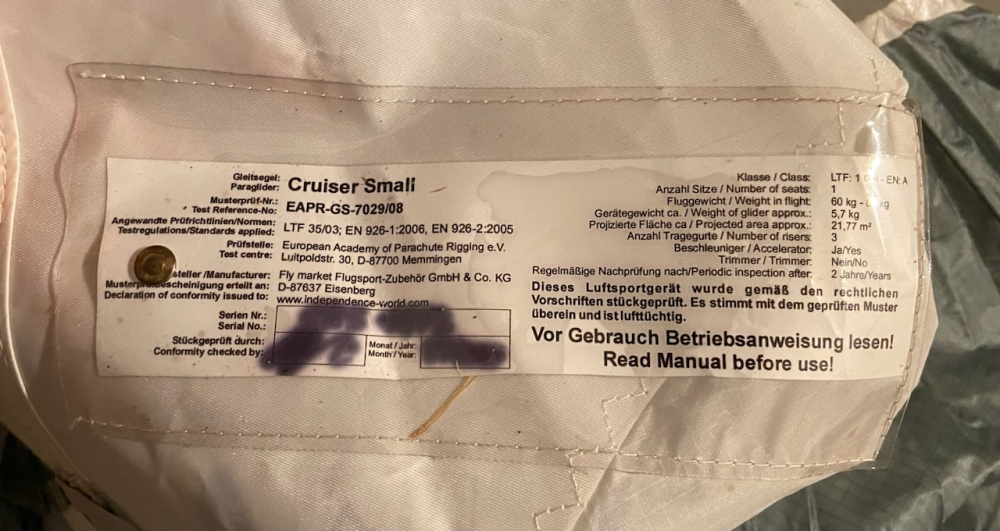 Gleitsegel:
Paraglider: Cruiser Small
Musterprüf-Nr.:
Test Reference-No: EAPR-GS-7029/08
Angewandte Prüfrichtlinien/Normen:
Testregulations/Standards applied: LTF 35/03; EN 926-1:2006, EN 926-2:2005
Prüfstelle: European Academy of Parachute Rigging e.V.
Test centre: Luitpoldstr. 30, D-87700 Memmingen
/Manufacturer: Fly market Flugsport-Zubehör GmbH & Co. KG
erteilt an: D-87637 Eisenberg
Declaration of conformity issued to: www.independence-world.com
Serien Nr.:
Serial No.:
Stückgeprüft durch:
Conformity checked by:
Monat / Jahr:
Month / Year:
Klasse / Class: LTF: 1 - EN: A
Anzahl Sitze / Number of seats: 1
Fluggewicht / Weight in flight: 60 kg - kg
Gerätegewicht ca. / Weight of glider approx.: 5,7 kg
Projizierte Fläche ca / Projected area approx.: 21,77 m²
Anzahl Tragegurte / Number of risers: 3
Beschleuniger / Accelerator: Ja/Yes
Trimmer / Trimmer: Nein/No
Regelmäßige Nachprüfung nach/Periodic inspection after: 2 Jahre/Years
Dieses Luftsportgerät wurde gemäß den rechtlichen
Vorschriften stückgeprüft. Es stimmt mit dem geprüften Muster
überein und ist lufttüchtig.
Vor Gebrauch Betriebsanweisung lesen!
Read Manual before use!